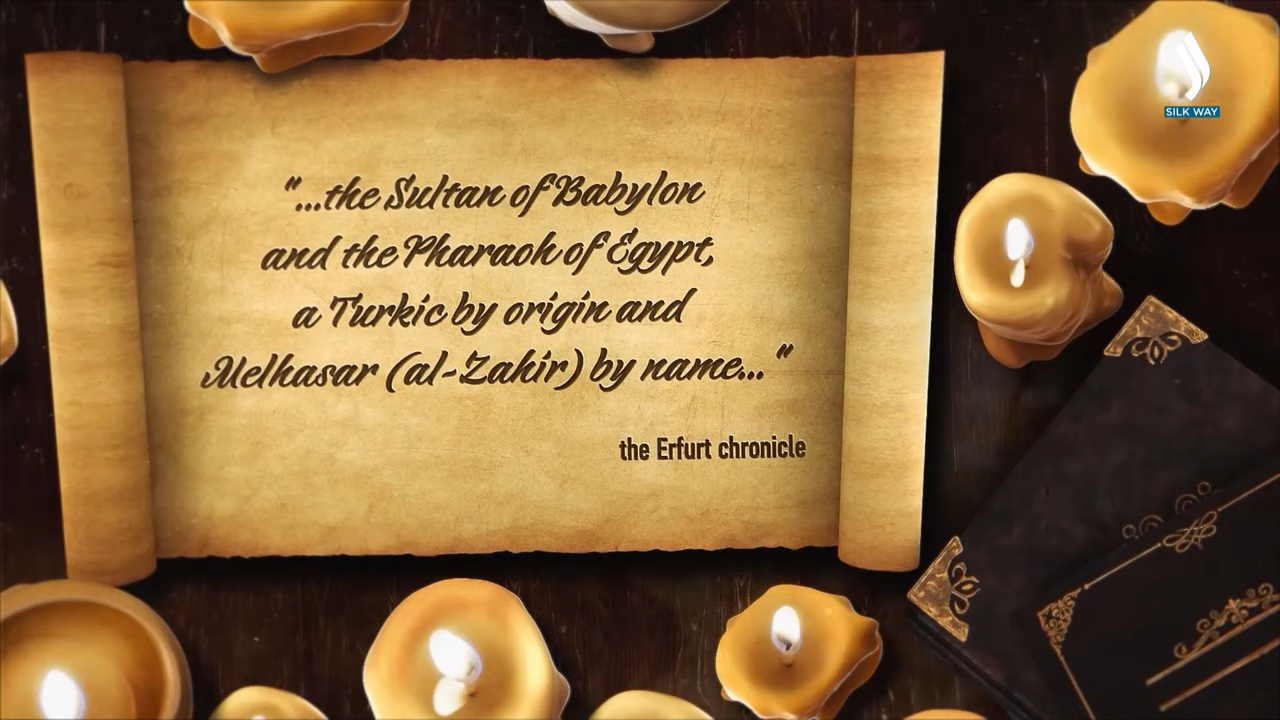 SILK WAY
"...the Sultan of Babylon
and the Pharaoh of Egypt,
a Turkic by origin and
Melhasar (al-Zahir) by name..."
the Erfurt chronicle